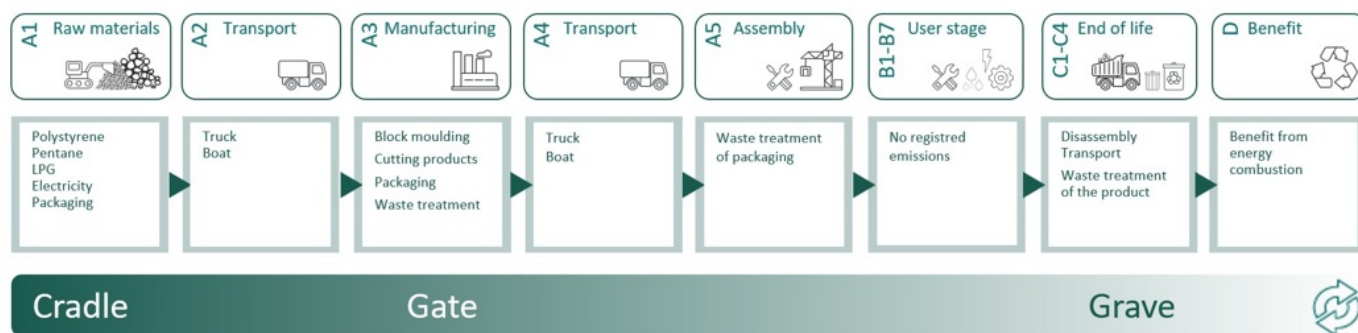 A1 Raw materials
A2 Transport
A3 Manufacturing
A4 Transport
A5 Assembly
B1-B7 User stage
C1-C4 End of life
D Benefit
Polystyrene
Pentane
LPG
Electricity
Packaging
Truck
Boat
Block moulding
Cutting products
Packaging
Waste treatment
Truck
Boat
Waste treatment
of packaging
No registred
emissions
Disassembly
Transport
Waste treatment
of the product
Benefit from
energy
combustion
Cradle
Gate
Grave